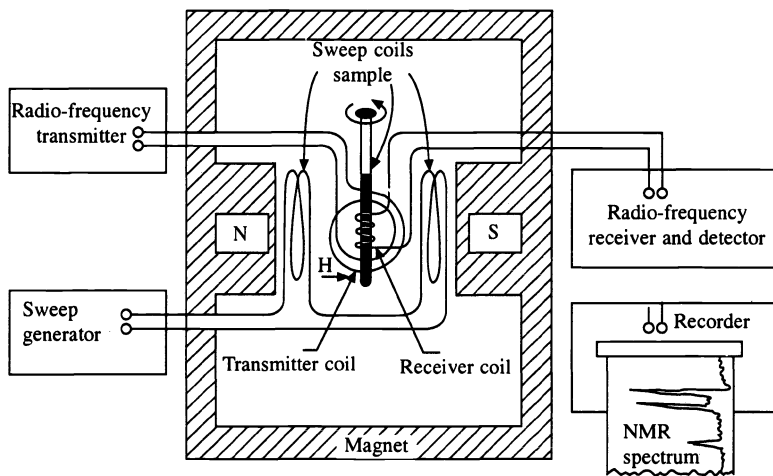 Sweep coils
sample
Radio-frequency
transmitter
N
S
Radio-frequency
receiver and detector
H
Sweep
generator
Transmitter coil
Receiver coil
Recorder
Magnet
NMR
spectrum